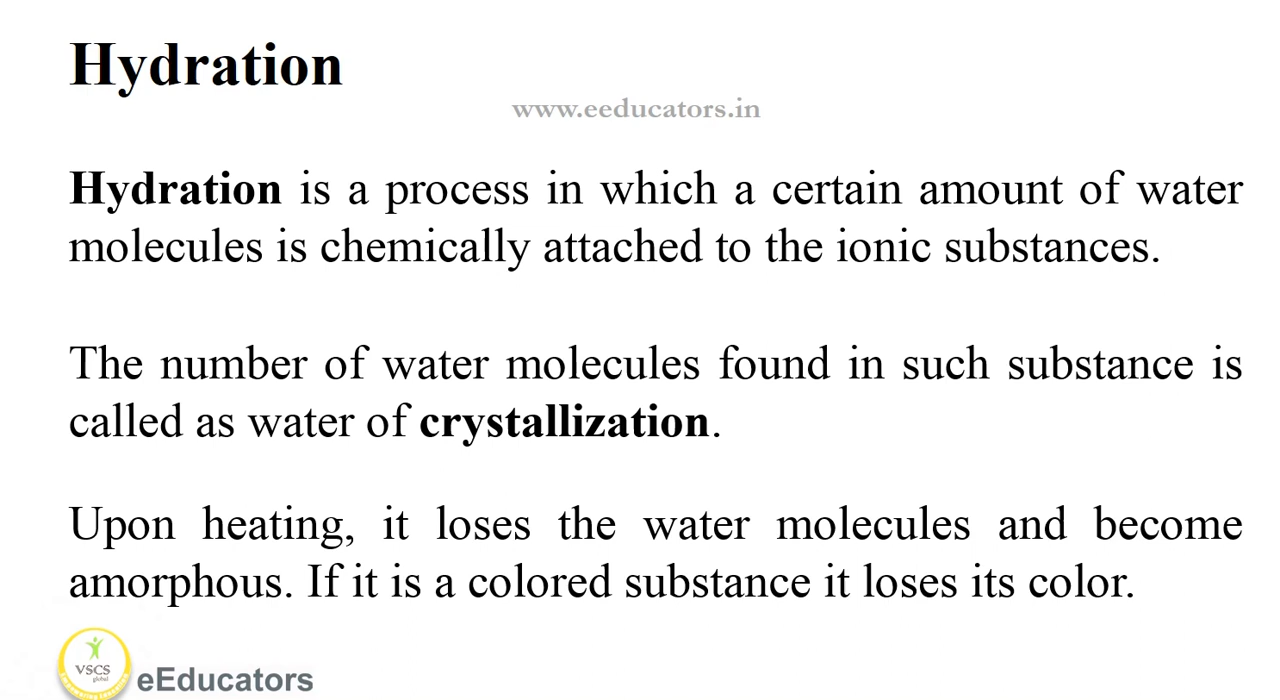 Hydration
www.eeducators.in
Hydration is a process in which a certain amount of water
molecules is chemically attached to the ionic substances.
The number of water molecules found in such substance is
called as water of crystallization.
Upon heating, it loses the water molecules and become
amorphous. If it is a colored substance it loses its color.
VSCS
global
eEducators